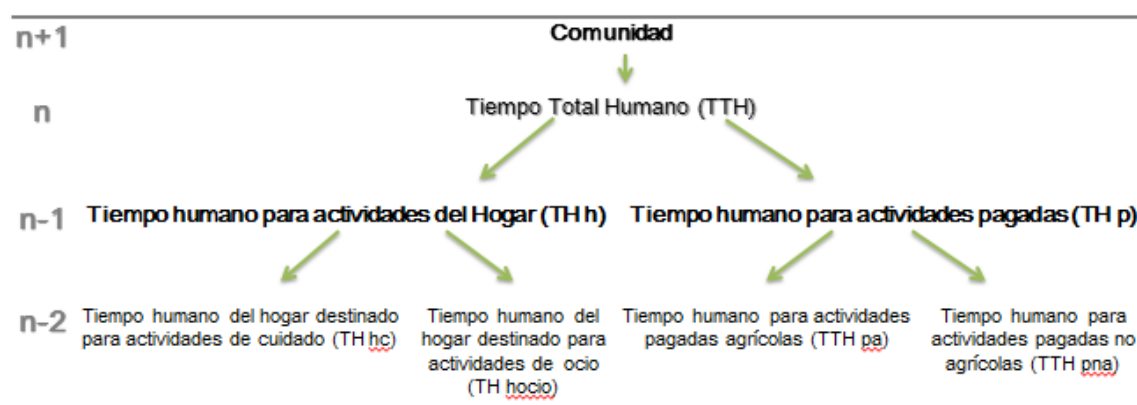 n+1
Comunidad
n
Tiempo Total Humano (TTH)
n-1
Tiempo humano para actividades del Hogar (TH h)
Tiempo humano para actividades pagadas (TH p)
n-2
Tiempo humano del hogar destinado
para actividades de cuidado (TH hc)
Tiempo humano del
hogar destinado para
actividades de ocio
(TH hocio)
Tiempo humano para actividades
pagadas agrícolas (TTH pa)
Tiempo humano para
actividades pagadas no
agrícolas (TTH pna)